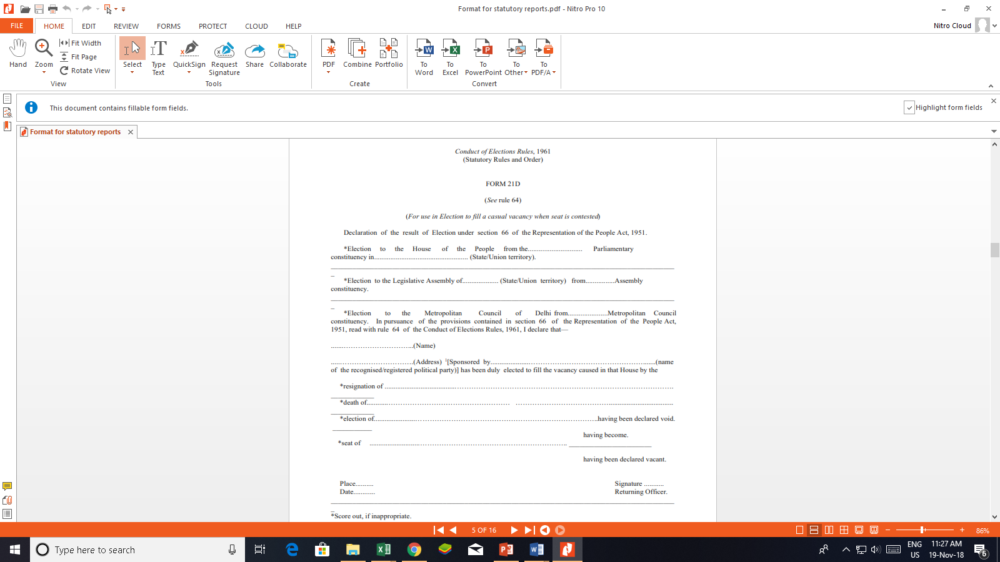 Format for statutory reports.pdf - Nitro Pro 10
FILE HOME EDIT REVIEW FORMS PROTECT CLOUD HELP
Nitro Cloud
Hand Zoom Fit Width Fit Page Rotate View
View
Select Type Text QuickSign Request Signature Share Collaborate
Tools
PDF Combine Portfolio
Create
To Word To Excel To PowerPoint To Other To PDF/A
Convert
This document contains fillable form fields.
Highlight form fields
Format for statutory reports
Conduct of Elections Rules, 1961
(Statutory Rules and Order)
FORM 21D
(See rule 64)
(For use in Election to fill a casual vacancy when seat is contested)
Declaration of the result of Election under section 66 of the Representation of the People Act, 1951.
*Election to the House of the People from the.............................. Parliamentary
constituency in.................................................... (State/Union territory).
*Election to the Legislative Assembly of.................... (State/Union territory) from................Assembly
constituency.
*Election to the Metropolitan Council of Delhi from......................Metropolitan Council
constituency. In pursuance of the provisions contained in section 66 of the Representation of the People Act,
1951, read with rule 64 of the Conduct of Elections Rules, 1961, I declare that—
.......………………………...(Name)
......………………………….(Address) ¹[Sponsored by......................…………………………………………........(name
of the recognised/registered political party)] has been duly elected to fill the vacancy caused in that House by the
*resignation of ........................................…………………………………………………………………………….
*death of............…………………………………………… …………………………………....................................
*election of.......................…………………………………………………………………..having been declared void.
having become.
*seat of ............................…………………………………………………….
having been declared vacant.
Place.......... Signature ...........
Date............ Returning Officer.
*Score out, if inappropriate.
5 OF 16
86%
Type here to search
ENG
US
11:27 AM
19-Nov-18
6